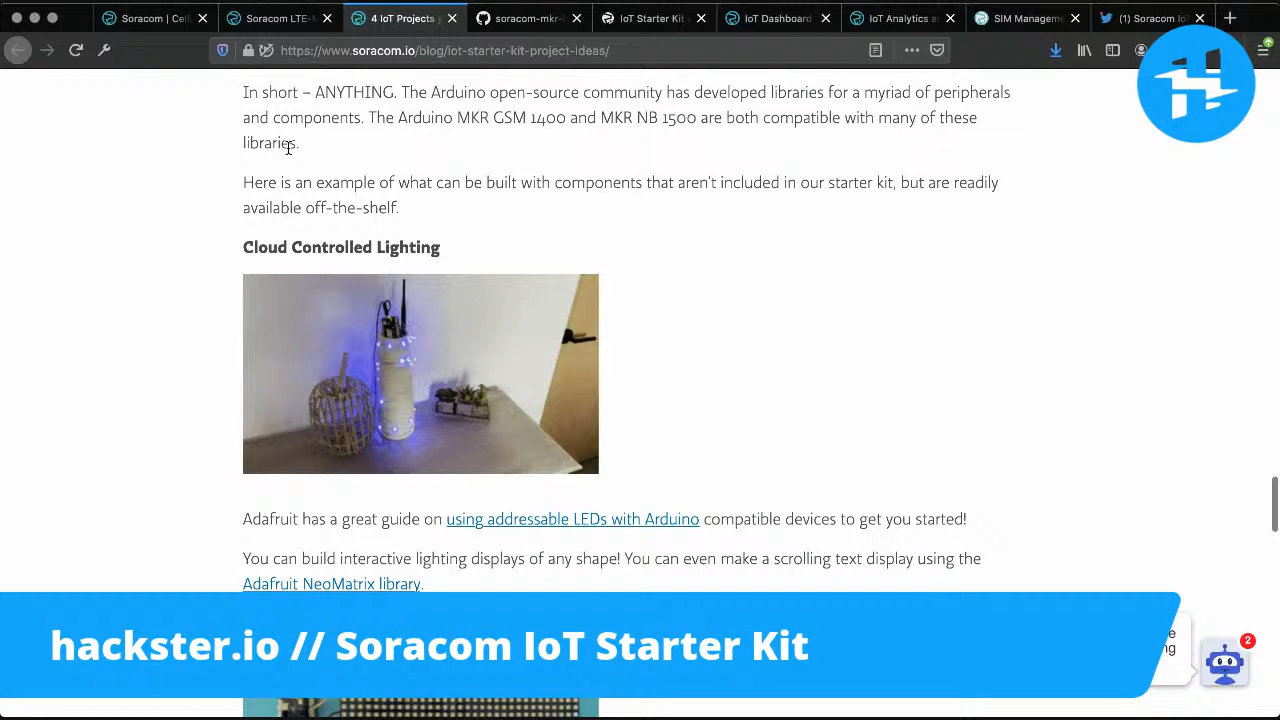 Soracom | Cell
Soracom LTE-M
4 IoT Projects y
soracom-mkr-
IoT Starter Kit
IoT Dashboard
IoT Analytics a
SIM Manageme
(1) Soracom Io
https://www.soracom.io/blog/iot-starter-kit-project-ideas/
In short – ANYTHING. The Arduino open-source community has developed libraries for a myriad of peripherals
and components. The Arduino MKR GSM 1400 and MKR NB 1500 are both compatible with many of these
libraries.
Here is an example of what can be built with components that aren't included in our starter kit, but are readily
available off-the-shelf.
Cloud Controlled Lighting
Adafruit has a great guide on using addressable LEDs with Arduino compatible devices to get you started!
You can build interactive lighting displays of any shape! You can even make a scrolling text display using the
Adafruit NeoMatrix library.
hackster.io // Soracom IoT Starter Kit
e
ng
2